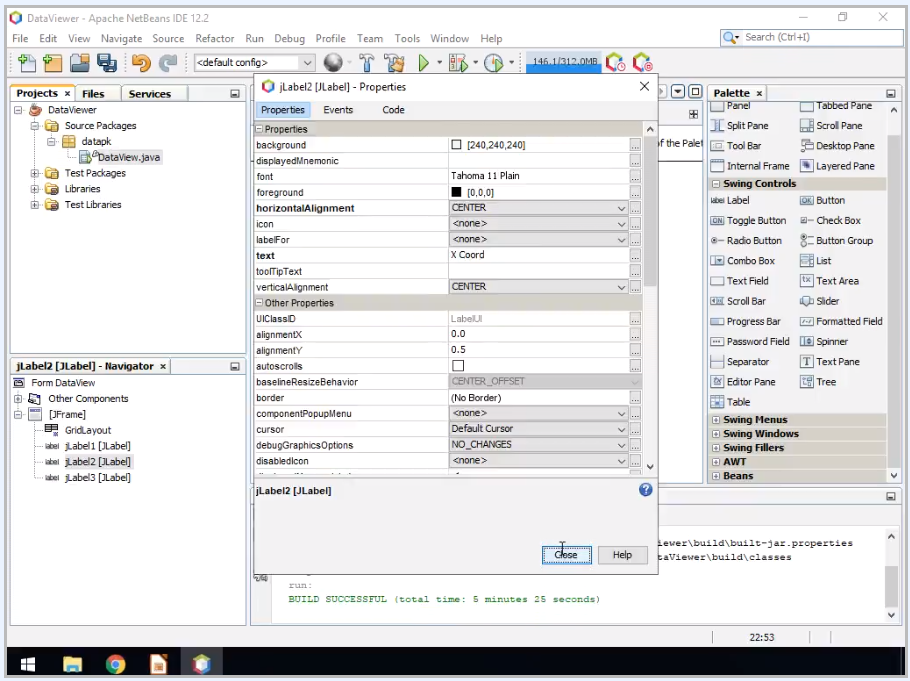 DataViewer - Apache NetBeans IDE 12.2
File Edit View Navigate Source Refactor Run Debug Profile Team Tools Window Help
Search (Ctrl+I)
<default config>
146.1/312.0MB
Projects Files Services
DataViewer
Source Packages
datapk
DataView.java
Test Packages
Libraries
Test Libraries
jLabel2 [JLabel] - Navigator
Form DataView
Other Components
[JFrame]
GridLayout
label jLabel1 [JLabel]
label jLabel2 [JLabel]
label jLabel3 [JLabel]
jLabel2 [JLabel] - Properties
Properties Events Code
Properties
background [240,240,240] ...
displayedMnemonic ...
font Tahoma 11 Plain ...
foreground [0,0,0] ...
horizontalAlignment CENTER ...
icon <none> ...
labelFor <none> ...
text X Coord ...
toolTipText ...
verticalAlignment CENTER ...
Other Properties
UIClassID LabelUI ...
alignmentX 0.0 ...
alignmentY 0.5 ...
autoscrolls ...
baselineResizeBehavior CENTER_OFFSET ...
border (No Border) ...
componentPopupMenu <none> ...
cursor Default Cursor ...
debugGraphicsOptions NO_CHANGES ...
disabledIcon <none> ...
jLabel2 [JLabel]
Close Help
of the Palet
Palette
Panel Tabbed Pane
Split Pane Scroll Pane
Tool Bar Desktop Pane
Internal Frame Layered Pane
Swing Controls
label Label OK Button
ON Toggle Button Check Box
Radio Button Button Group
Combo Box List
Text Field Text Area
Scroll Bar Slider
Progress Bar Formatted Field
Password Field Spinner
Separator Text Pane
Editor Pane Tree
Table
Swing Menus
Swing Windows
Swing Fillers
AWT
Beans
iewer\build\built-jar.properties
taViewer\build\classes
run:
BUILD SUCCESSFUL (total time: 5 minutes 25 seconds)
22:53